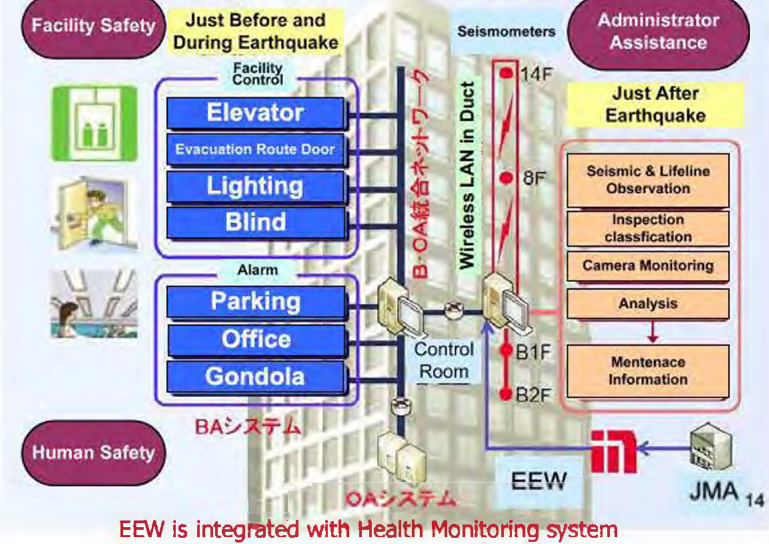 Facility Safety
Just Before and
During Earthquake
Seismometers
Administrator
Assistance
Facility
Control
Elevator
Evacuation Route Door
Lighting
Blind
Alarm
Parking
Office
Gondola
BAシステム
Human Safety
B・OA統合ネットワーク
Wireless LAN in Duct
14F
8F
B1F
B2F
Control
Room
OAシステム
Just After
Earthquake
Seismic & Lifeline
Observation
Inspection
classfication
Camera Monitoring
Analysis
Mentenace
Information
EEW
JMA
14
EEW is integrated with Health Monitoring system